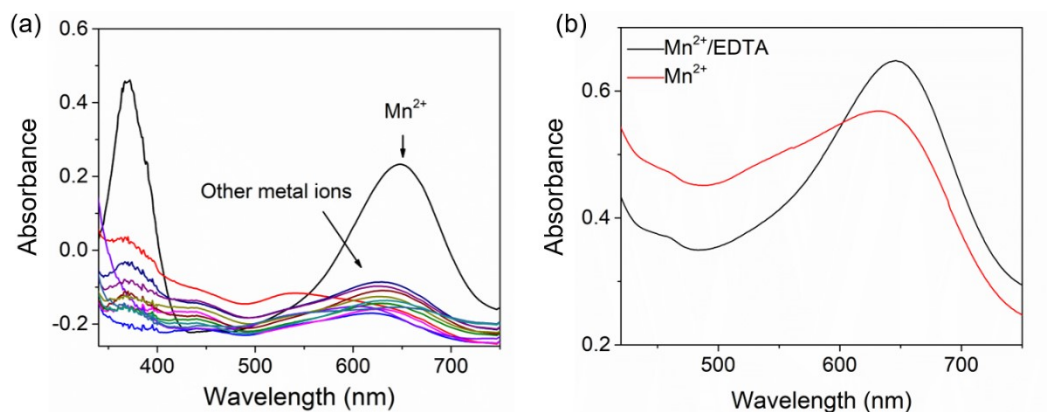 (a)
Absorbance
0.6
0.4
0.2
0.0
-0.2
Mn²⁺
Other metal ions
400 500 600 700
Wavelength (nm)
(b)
Absorbance
0.6
0.4
0.2
Mn²⁺/EDTA
Mn²⁺
500 600 700
Wavelength (nm)